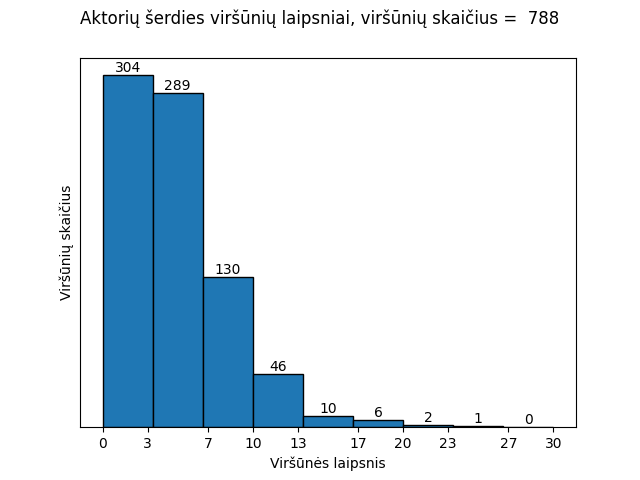 Aktorių šerdies viršūnių laipsniai, viršūnių skaičius =  788
Viršūnių skaičius
304
289
130
46
10
6
2
1
0
0 3 7 10 13 17 20 23 27 30
Viršūnės laipsnis